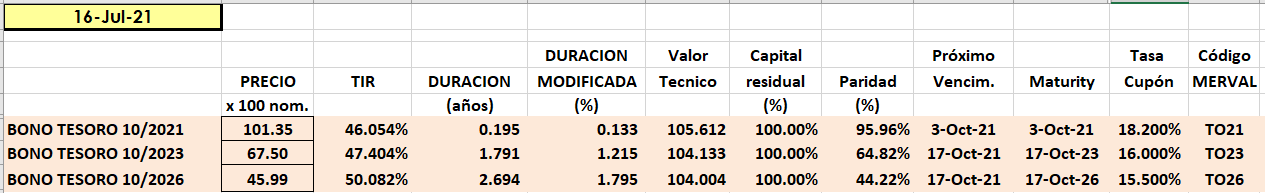 16-Jul-21
DURACION Valor Capital Próximo Tasa Código
PRECIO TIR DURACION MODIFICADA Tecnico residual Paridad Vencim. Maturity Cupón MERVAL
x 100 nom. (años) (%) (%) (%)
BONO TESORO 10/2021 101.35 46.054% 0.195 0.133 105.612 100.00% 95.96% 3-Oct-21 3-Oct-21 18.200% TO21
BONO TESORO 10/2023 67.50 47.404% 1.791 1.215 104.133 100.00% 64.82% 17-Oct-21 17-Oct-23 16.000% TO23
BONO TESORO 10/2026 45.99 50.082% 2.694 1.795 104.004 100.00% 44.22% 17-Oct-21 17-Oct-26 15.500% TO26